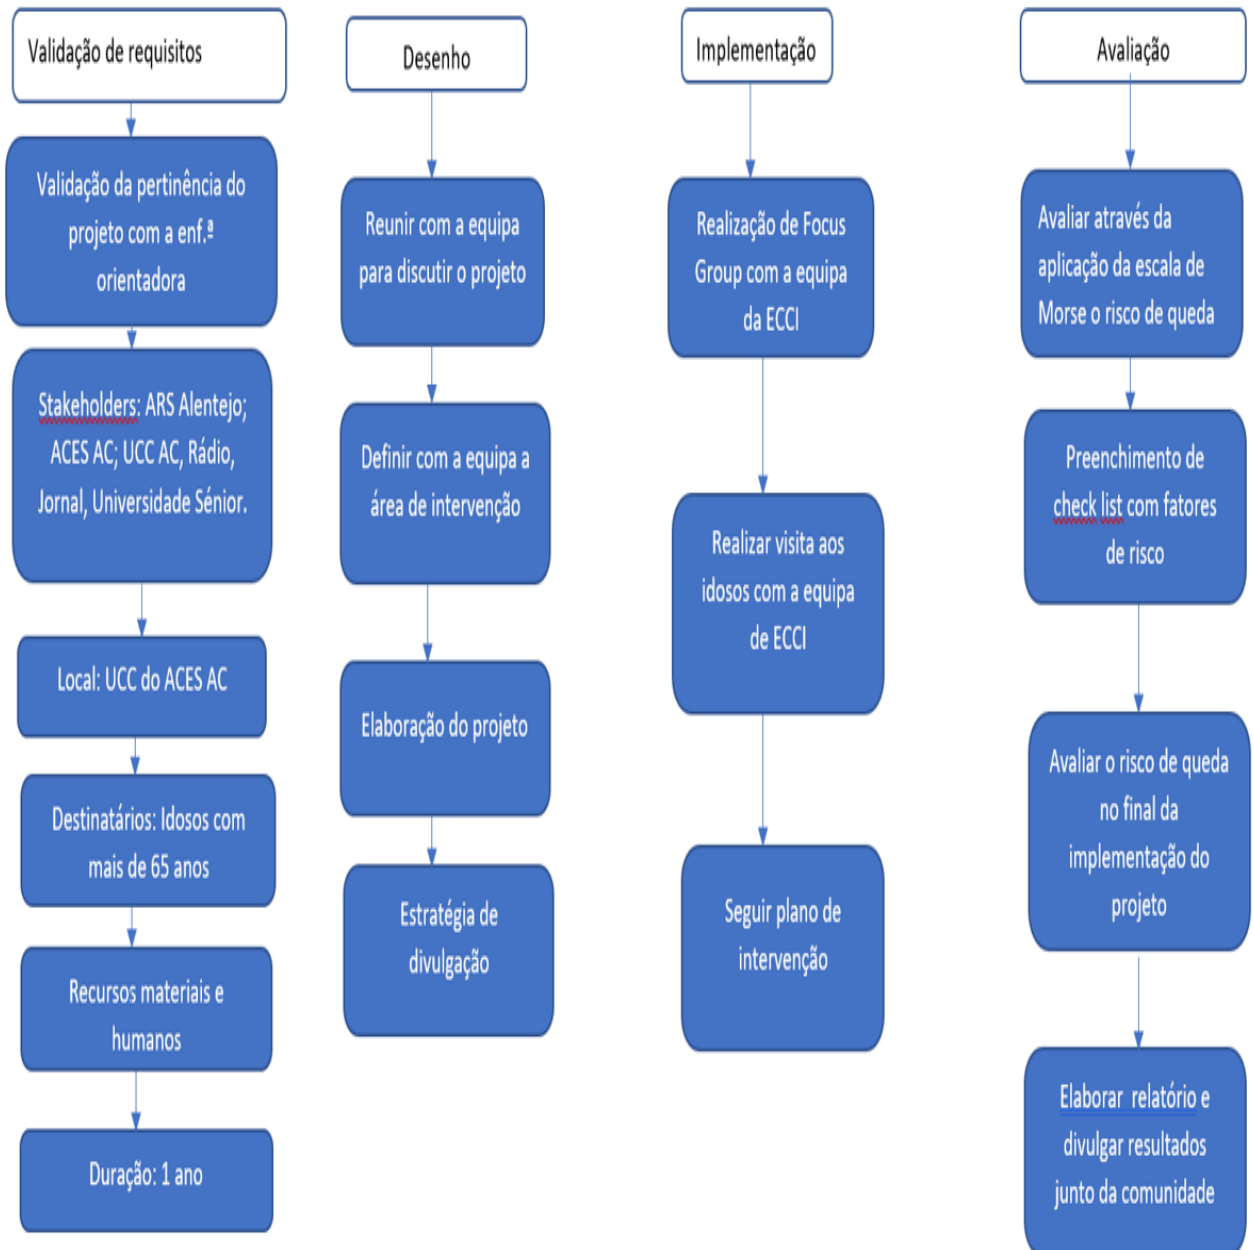 Validação de requisitos
Validação da pertinência do
projeto com a enf.ª
orientadora
Stakeholders: ARS Alentejo;
ACES AC; UCC AC, Rádio,
Jornal, Universidade Sénior.
Local: UCC do ACES AC
Destinatários: Idosos com
mais de 65 anos
Recursos materiais e
humanos
Duração: 1 ano
Desenho
Reunir com a equipa
para discutir o projeto
Definir com a equipa a
área de intervenção
Elaboração do projeto
Estratégia de
divulgação
Implementação
Realização de Focus
Group com a equipa
da ECCI
Realizar visita aos
idosos com a equipa
de ECCI
Seguir plano de
intervenção
Avaliação
Avaliar através da
aplicação da escala de
Morse o risco de queda
Preenchimento de
check list com fatores
de risco
Avaliar o risco de queda
no final da
implementação do
projeto
Elaborar relatório e
divulgar resultados
junto da comunidade